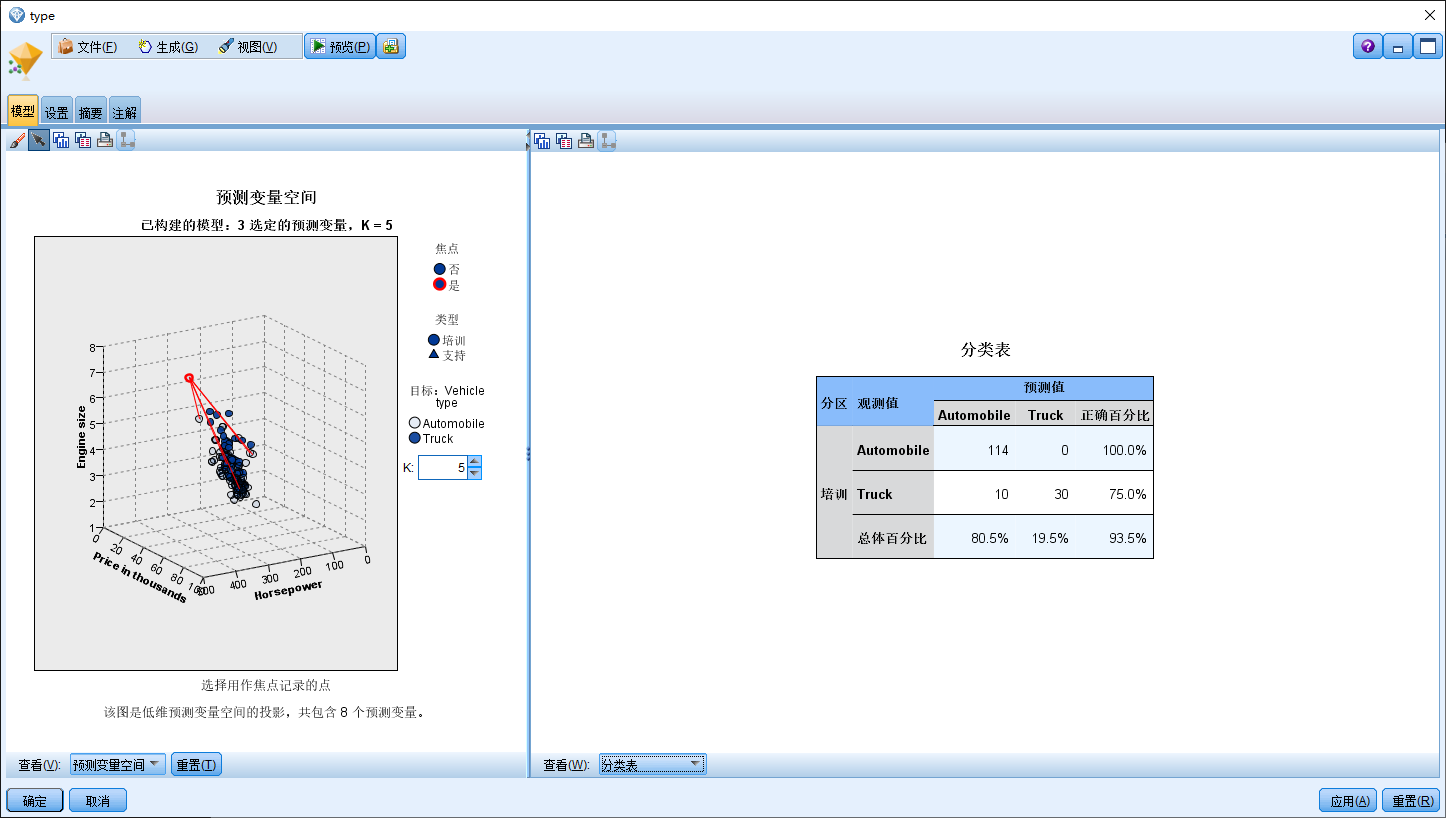 type
文件(F) 生成(G) 视图(V) 预览(P)
模型 设置 摘要 注解
预测变量空间
已构建的模型：3 选定的预测变量，K = 5
焦点
否
是
类型
培训
支持
目标：Vehicle
type
Automobile
Truck
K: 5
Engine size
8
7
6
5
4
3
2
1
0 20 40 60 80 100
Price in thousands
500 400 300 200 100 0
Horsepower
选择用作焦点记录的点
该图是低维预测变量空间的投影，共包含 8 个预测变量。
查看(V): 预测变量空间 重置(T)
分类表
分区 观测值 预测值
Automobile Truck 正确百分比
培训 Automobile 114 0 100.0%
Truck 10 30 75.0%
总体百分比 80.5% 19.5% 93.5%
查看(W): 分类表
确定 取消 应用(A) 重置(R)